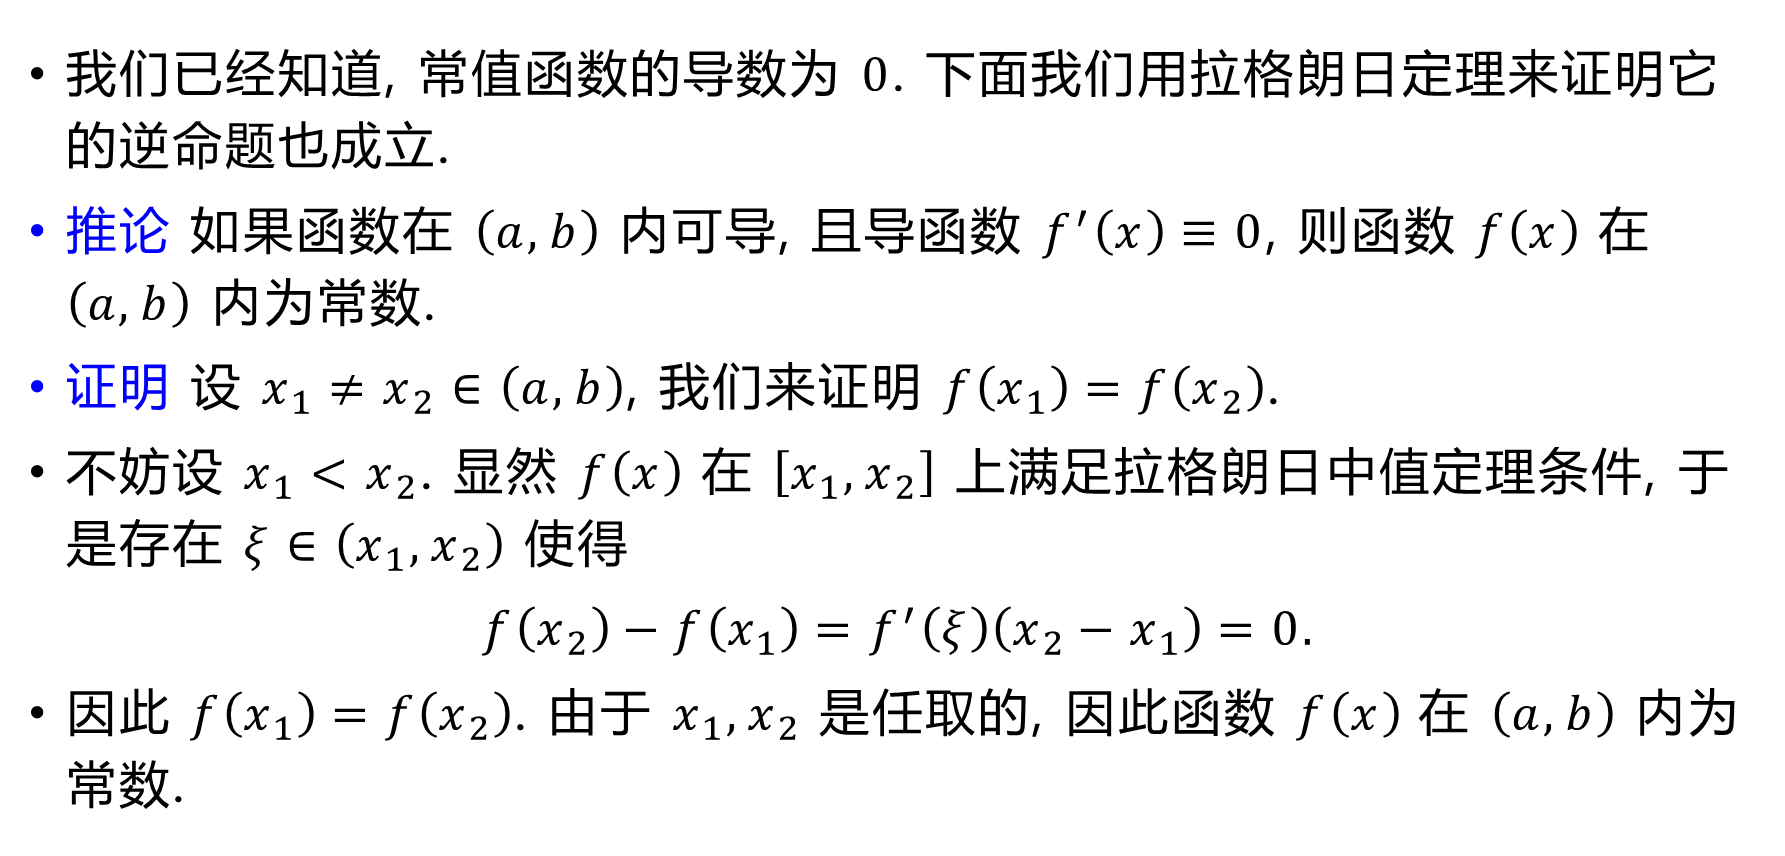 • 我们已经知道, 常值函数的导数为 0. 下面我们用拉格朗日定理来证明它
的逆命题也成立.
• 推论 如果函数在 (a, b) 内可导, 且导函数 f′(x) ≡ 0, 则函数 f(x) 在
(a, b) 内为常数.
• 证明 设 x₁ ≠ x₂ ∈ (a, b), 我们来证明 f(x₁) = f(x₂).
• 不妨设 x₁ < x₂. 显然 f(x) 在 [x₁, x₂] 上满足拉格朗日中值定理条件, 于
是存在 ξ ∈ (x₁, x₂) 使得
f(x₂) − f(x₁) = f′(ξ)(x₂ − x₁) = 0.
• 因此 f(x₁) = f(x₂). 由于 x₁, x₂ 是任取的, 因此函数 f(x) 在 (a, b) 内为
常数.